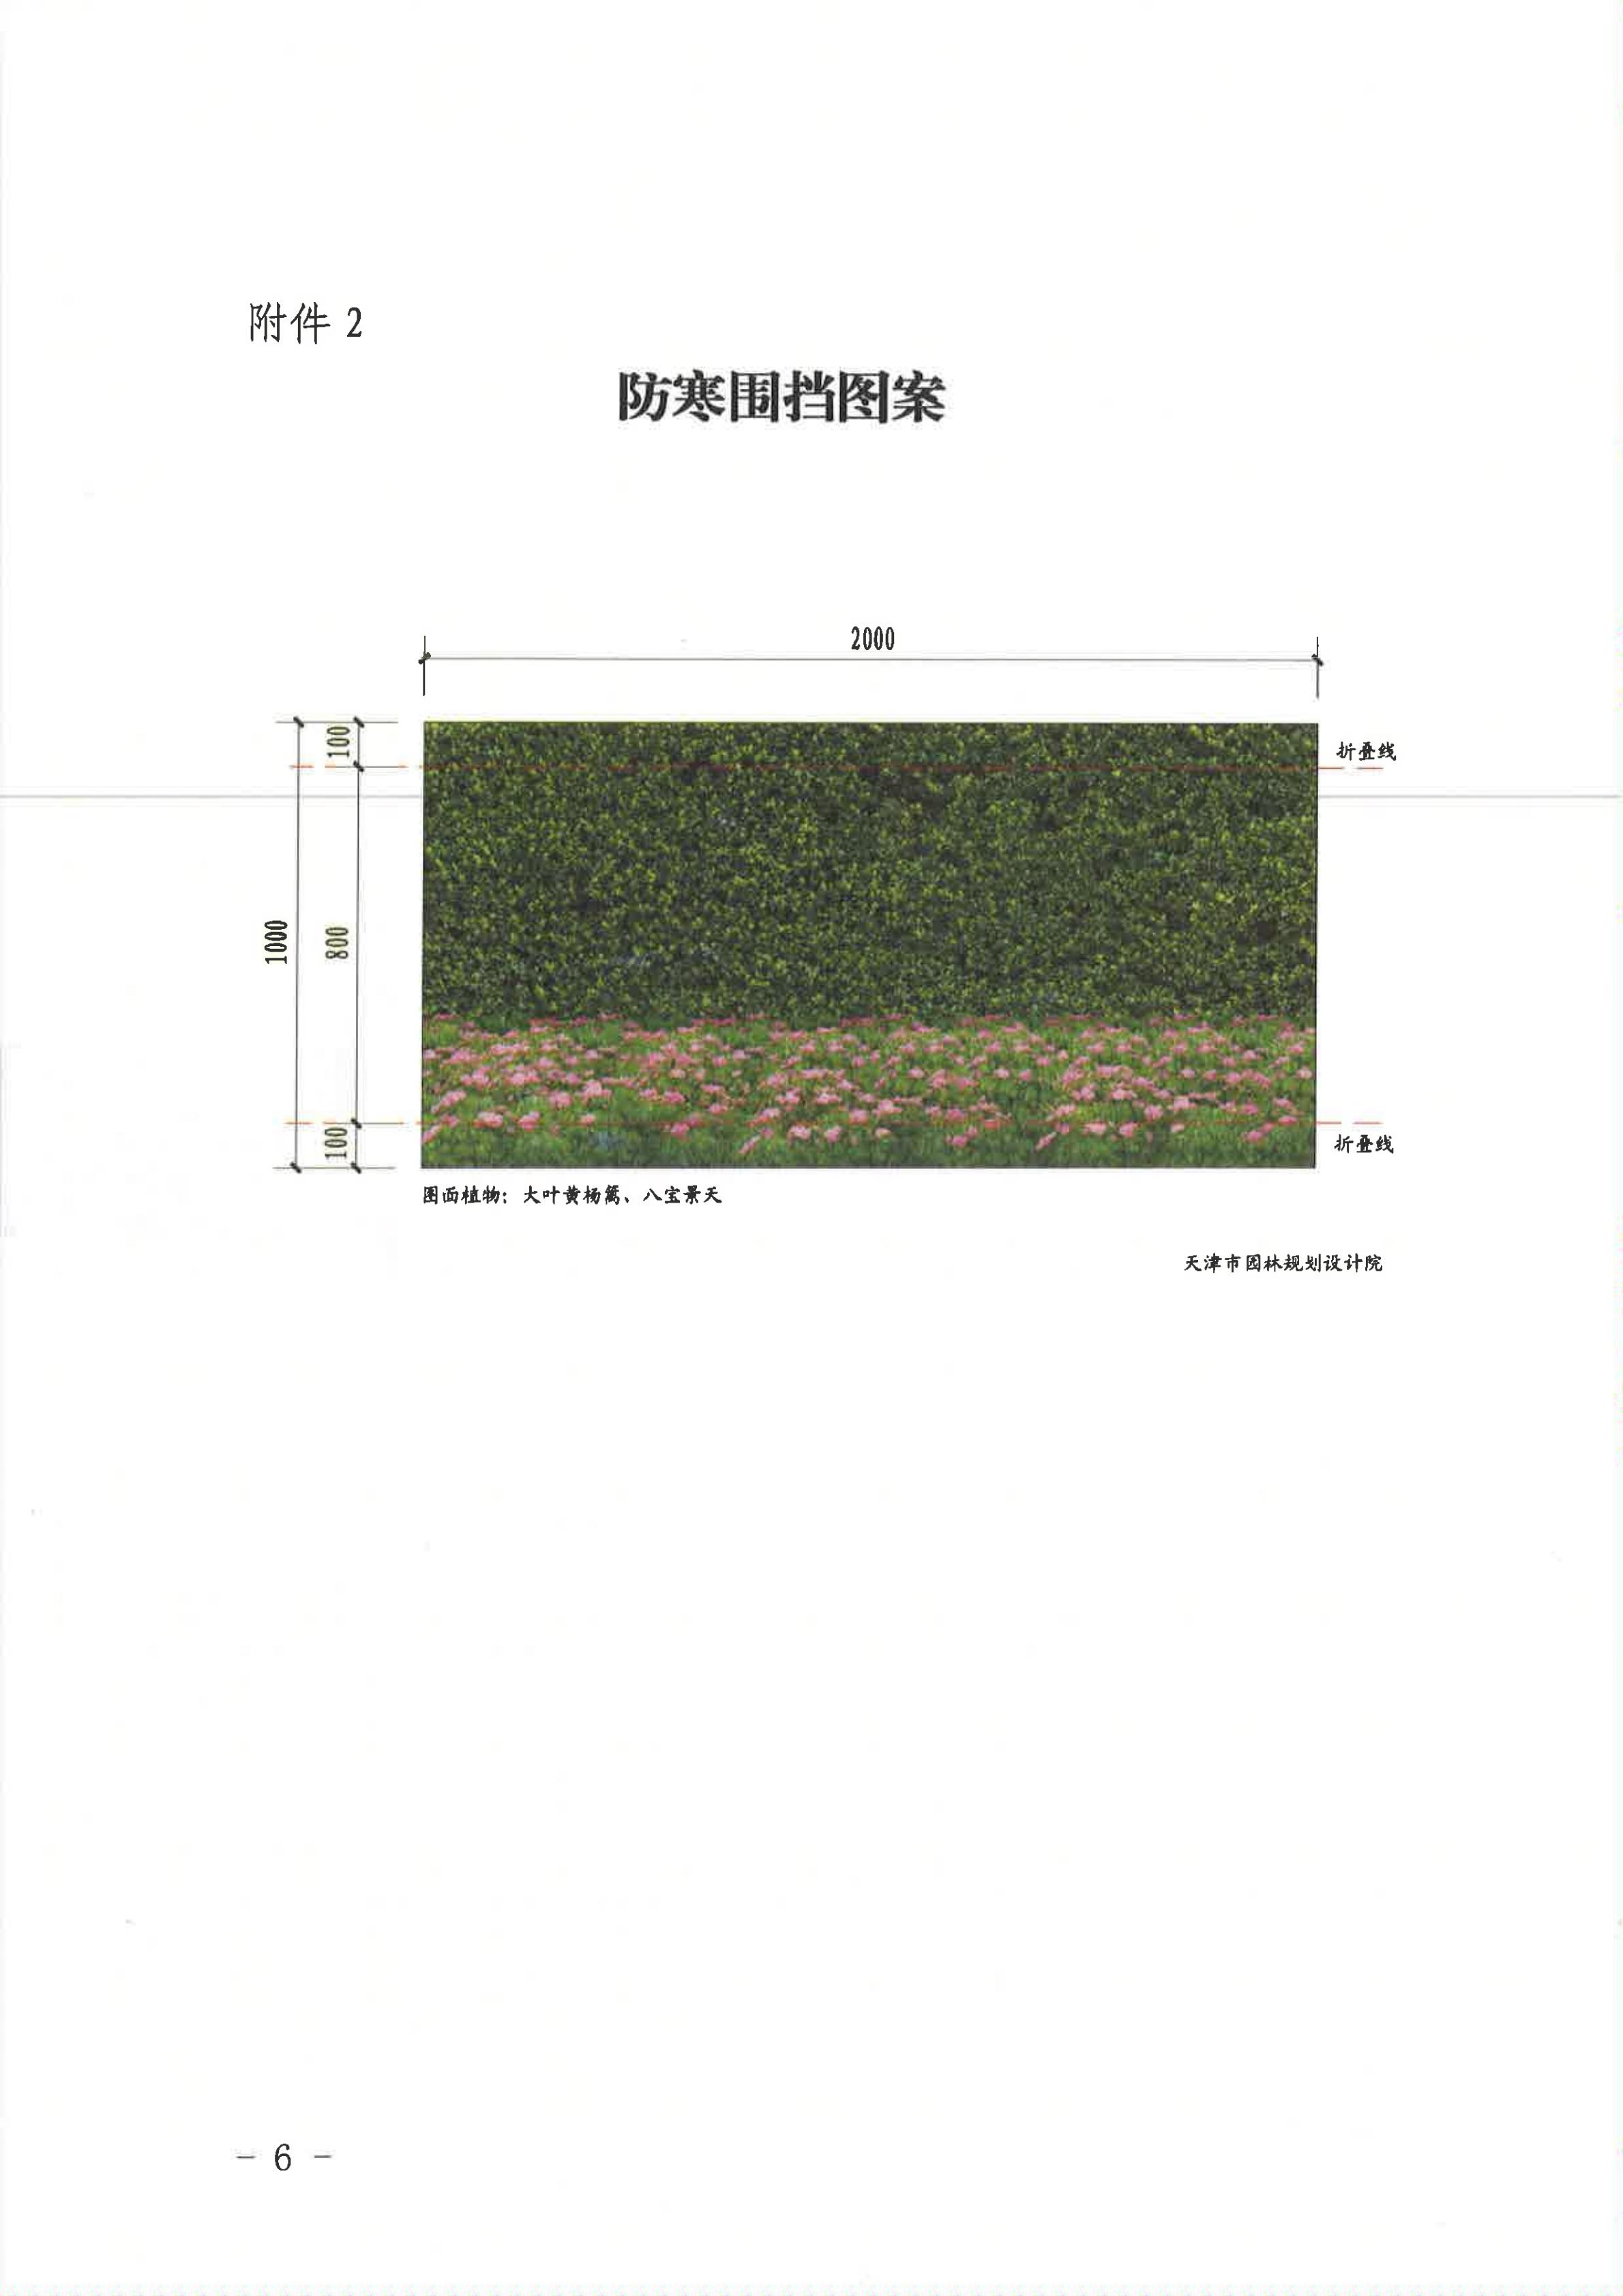 附件 2
防寒围挡图案
2000
100
折叠线
1000
800
100
折叠线
图面植物：大叶黄杨篱、八宝景天
天津市园林规划设计院
- 6 -